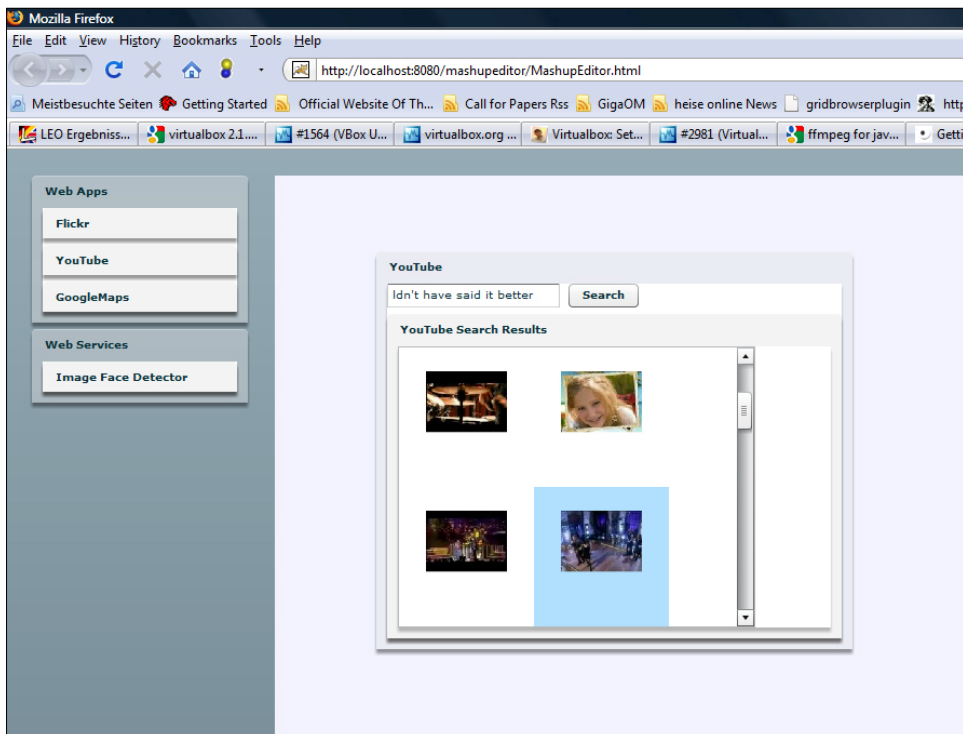 Mozilla Firefox
File Edit View History Bookmarks Tools Help
http://localhost:8080/mashupeditor/MashupEditor.html
Meistbesuchte Seiten Getting Started Official Website Of Th... Call for Papers Rss GigaOM heise online News gridbrowserplugin http
LEO Ergebniss... virtualbox 2.1.... #1564 (VBox U... virtualbox.org ... Virtualbox: Set... #2981 (Virtual... ffmpeg for jav... Getti
Web Apps
Flickr
YouTube
GoogleMaps
Web Services
Image Face Detector
YouTube
ldn't have said it better Search
YouTube Search Results